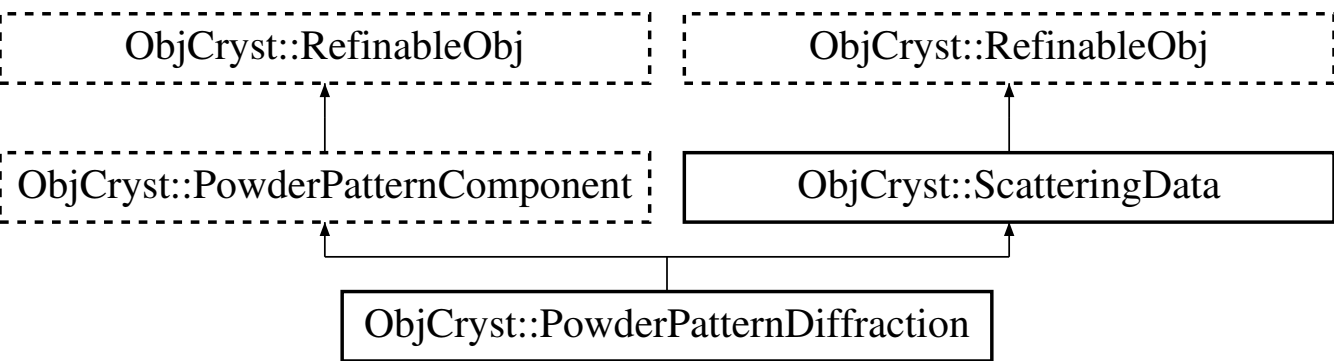 ObjCryst::RefinableObj
ObjCryst::RefinableObj
ObjCryst::PowderPatternComponent
ObjCryst::ScatteringData
ObjCryst::PowderPatternDiffraction